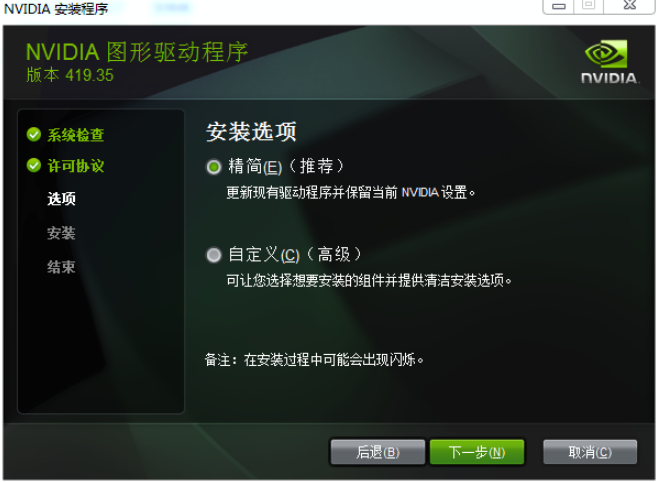 NVIDIA 安装程序
NVIDIA 图形驱动程序
版本 419.35
NVIDIA.
系统检查
许可协议
选项
安装
结束
安装选项
精简(E)（推荐）
更新现有驱动程序并保留当前 NVIDIA 设置。
自定义(C)（高级）
可让您选择想要安装的组件并提供清洁安装选项。
备注：在安装过程中可能会出现闪烁。
后退(B)
下一步(N)
取消(C)